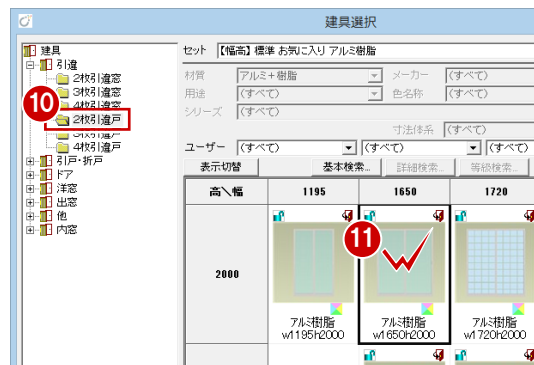 建具選択
建具
引違
2枚引違窓
3枚引違窓
4枚引違窓
2枚引違戸
3枚引違戸
4枚引違戸
引戸・折戸
ドア
洋窓
出窓
他
内窓
10
セット 【幅高】標準 お気に入り アルミ樹脂
材質 アルミ+樹脂 メーカー (すべて)
用途 (すべて) 色名称 (すべて)
シリーズ (すべて)
寸法体系 (すべて)
ユーザー (すべて) (すべて) (すべて)
表示切替 基本検索... 詳細検索... 等級検索...
高\幅 1195 1650 1720
11
2000
アルミ樹脂 アルミ樹脂 アルミ樹脂
w1195h2000 w1650h2000 w1720h2000